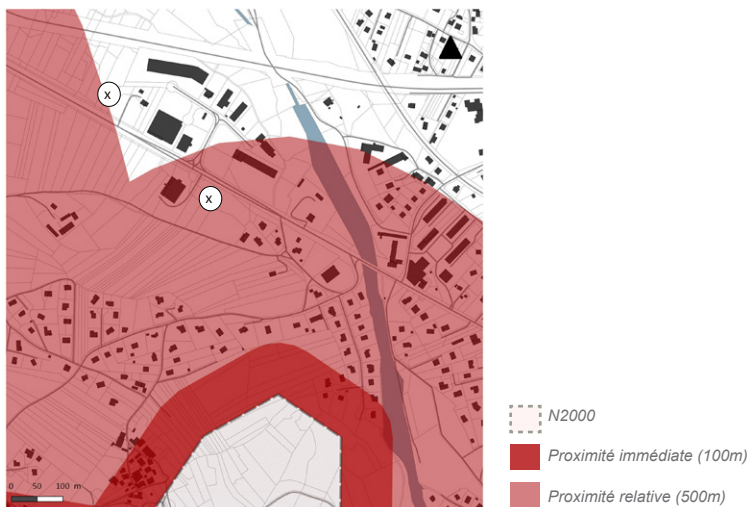 x
x
0 50 100 m
N2000
Proximité immédiate (100m)
Proximité relative (500m)